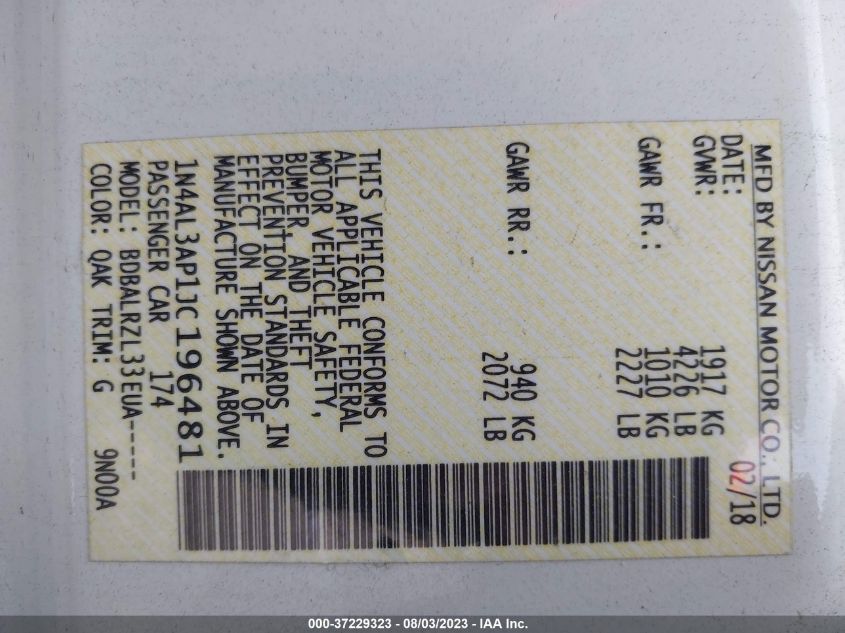 MFD BY NISSAN MOTOR CO., LTD.
DATE: 02/18
GVWR: 1917 KG
4226 LB
GAWR FR.: 1010 KG
2227 LB
GAWR RR.: 940 KG
2072 LB
THIS VEHICLE CONFORMS TO
ALL APPLICABLE FEDERAL
MOTOR VEHICLE SAFETY,
BUMPER, AND THEFT
PREVENTION STANDARDS IN
EFFECT ON THE DATE OF
MANUFACTURE SHOWN ABOVE.
1N4AL3AP1JC196481
PASSENGER CAR 174
MODEL: BDBALRZL33EUA-----
COLOR: QAK TRIM: G 9N00A
000-37229323 - 08/03/2023 - IAA Inc.